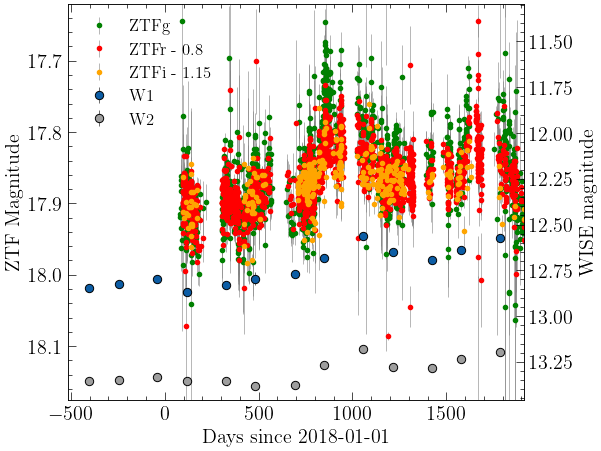 ZTFg
ZTFr - 0.8
ZTFi - 1.15
W1
W2
17.7
17.8
17.9
18.0
18.1
ZTF Magnitude
11.50
11.75
12.00
12.25
12.50
12.75
13.00
13.25
WISE magnitude
−500 0 500 1000 1500
Days since 2018-01-01